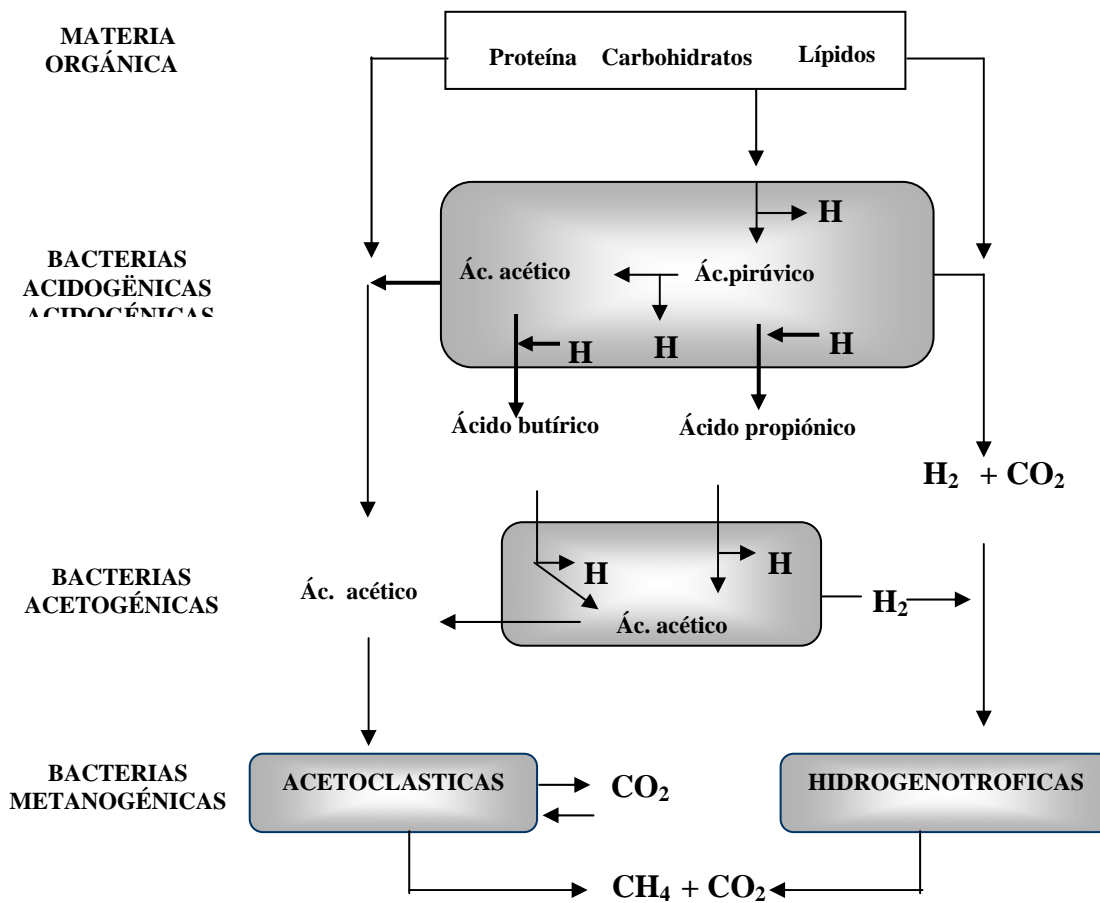 MATERIA
ORGÁNICA
Proteína Carbohidratos Lípidos
H
BACTERIAS
ACIDOGËNICAS
ACIDOGÉNICAS
Ác. acético
Ác.pirúvico
H
H
H
Ácido butírico
Ácido propiónico
H2 + CO2
BACTERIAS
ACETOGÉNICAS
Ác. acético
H
H
Ác. acético
H2
BACTERIAS
METANOGÉNICAS
ACETOCLASTICAS
CO2
HIDROGENOTROFICAS
CH4 + CO2